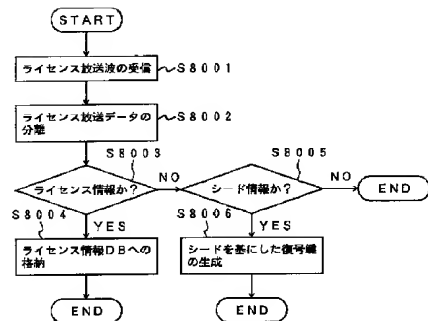 START
ライセンス放送波の受信
S8001
ライセンス放送データの
分離
S8002
S8003
ライセンス情報か?
NO
S8005
シード情報か?
NO
END
S8004
YES
ライセンス情報DBへの
格納
END
S8006
YES
シードを基にした復号鍵
の生成
END